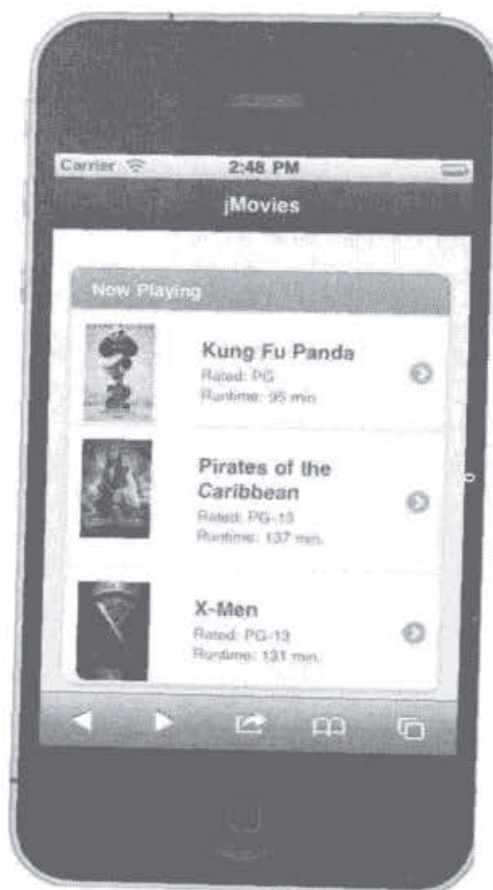 Carrier
2:48 PM
jMovies
Now Playing
Kung Fu Panda
Rated: PG
Runtime: 95 min.
Pirates of the
Caribbean
Rated: PG-13
Runtime: 137 min.
X-Men
Rated: PG-13
Runtime: 131 min.